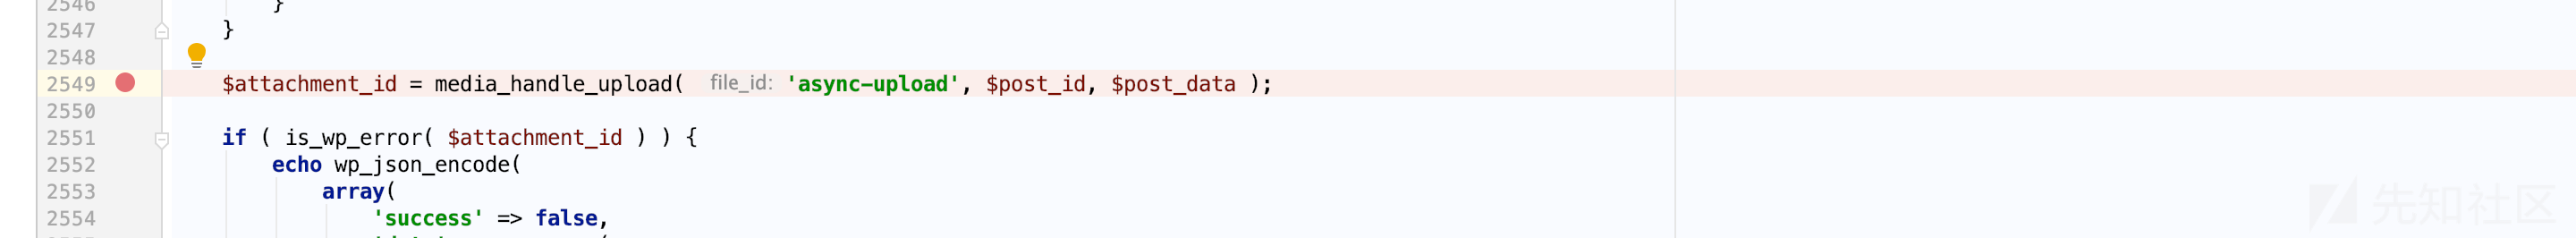 2546 }
2547 }
2548
2549 $attachment_id = media_handle_upload( file_id: 'async-upload', $post_id, $post_data );
2550
2551 if ( is_wp_error( $attachment_id ) ) {
2552 echo wp_json_encode(
2553 array(
2554 'success' => false,
先知社区